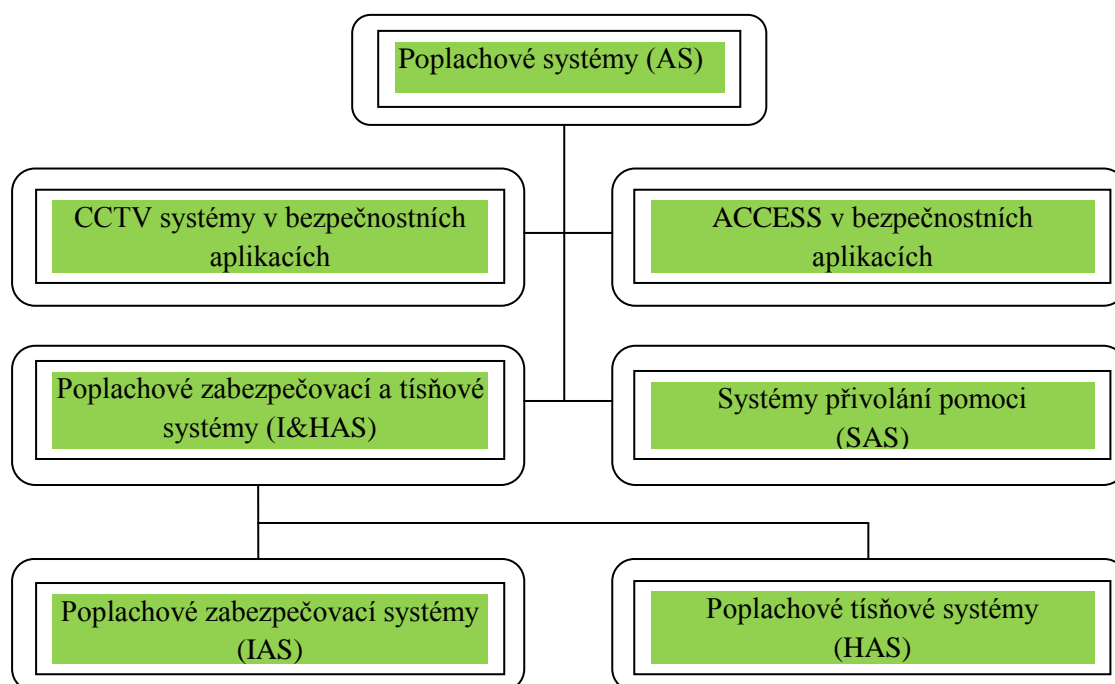 Poplachové systémy (AS)
CCTV systémy v bezpečnostních
aplikacích
ACCESS v bezpečnostních
aplikacích
Poplachové zabezpečovací a tísňové
systémy (I&HAS)
Systémy přivolání pomoci
(SAS)
Poplachové zabezpečovací systémy
(IAS)
Poplachové tísňové systémy
(HAS)